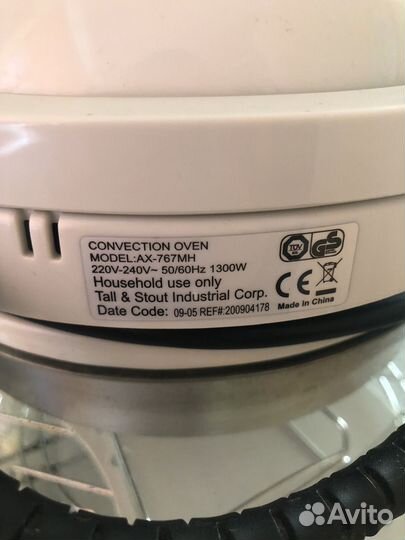 CONVECTION OVEN
MODEL:AX-767MH
220V-240V~ 50/60Hz 1300W
Household use only
Tall & Stout Industrial Corp.
Date Code: 09-05 REF#:200904178
TÜV
GS
CE
Made in China
Avito